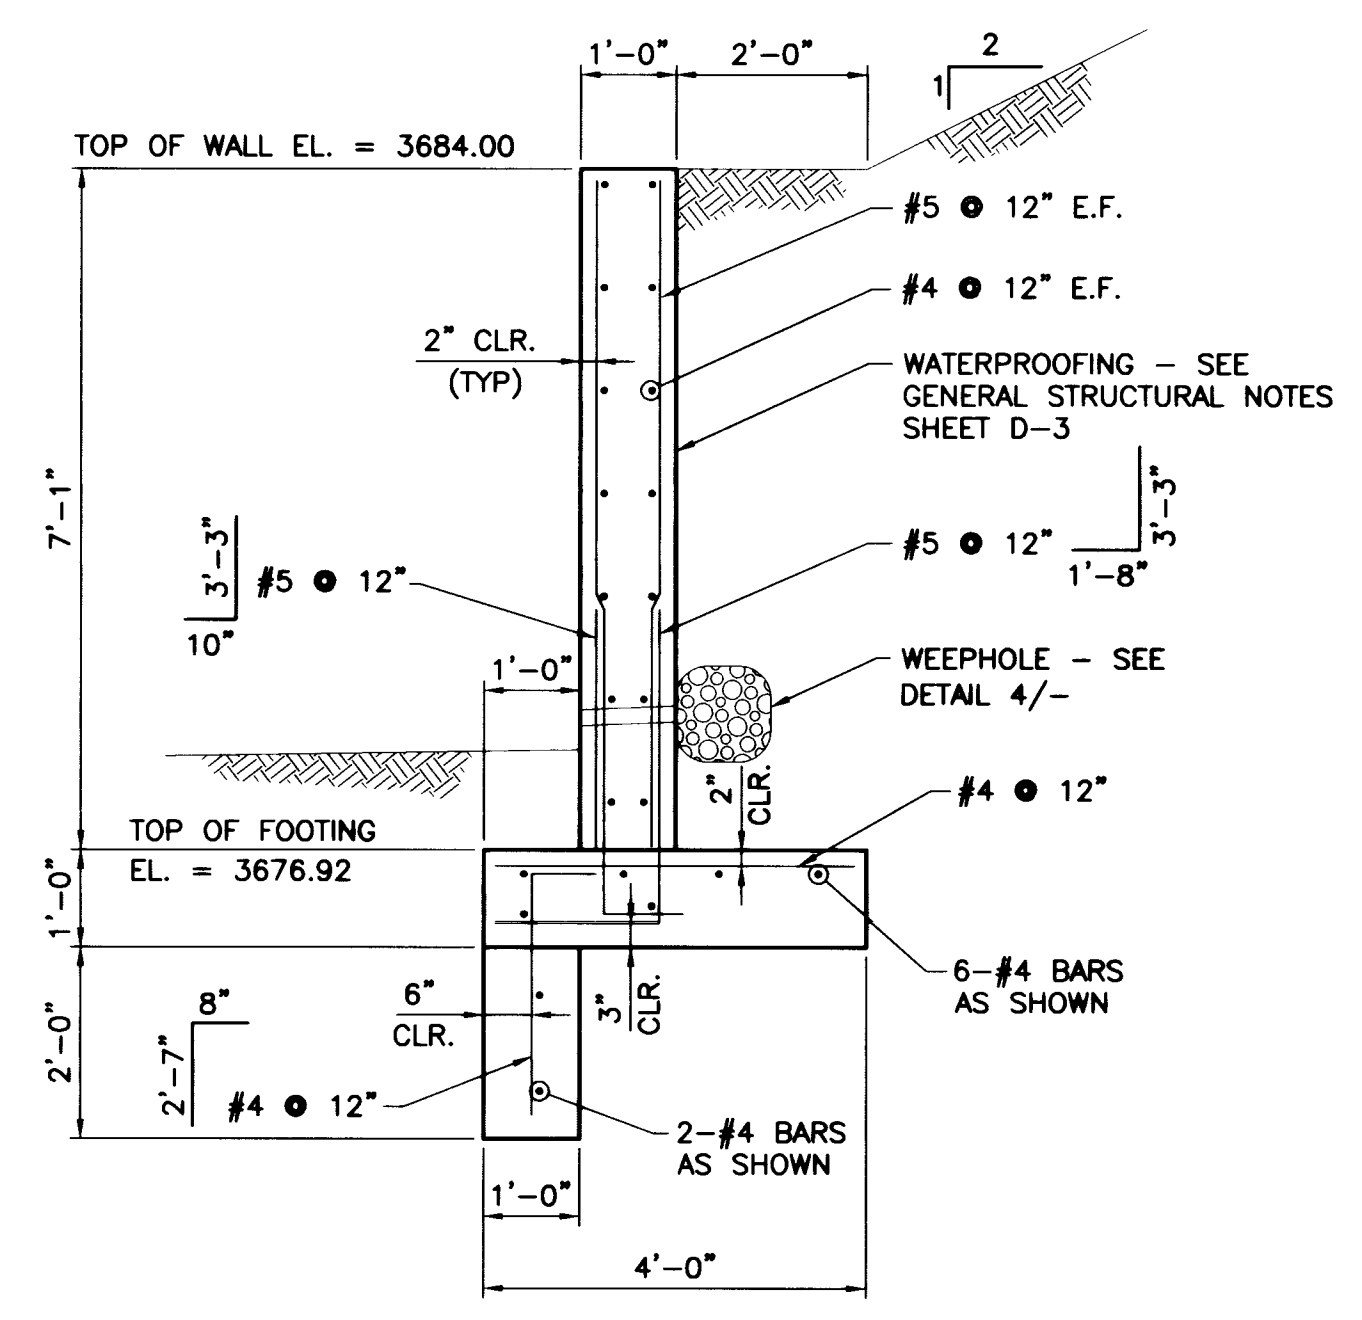 1'-0"
2'-0"
2
1
TOP OF WALL EL. = 3684.00
#5 @ 12" E.F.
#4 @ 12" E.F.
2" CLR.
(TYP)
WATERPROOFING - SEE
GENERAL STRUCTURAL NOTES
SHEET D-3
7'-1"
3'-3"
#5 @ 12"
10"
#5 @ 12"
3'-3"
1'-8"
1'-0"
WEEPHOLE - SEE
DETAIL 4/-
2"
CLR.
#4 @ 12"
TOP OF FOOTING
EL. = 3676.92
1'-0"
6-#4 BARS
AS SHOWN
8"
6"
CLR.
3"
CLR.
2'-0"
2'-7"
#4 @ 12"
2-#4 BARS
AS SHOWN
1'-0"
4'-0"